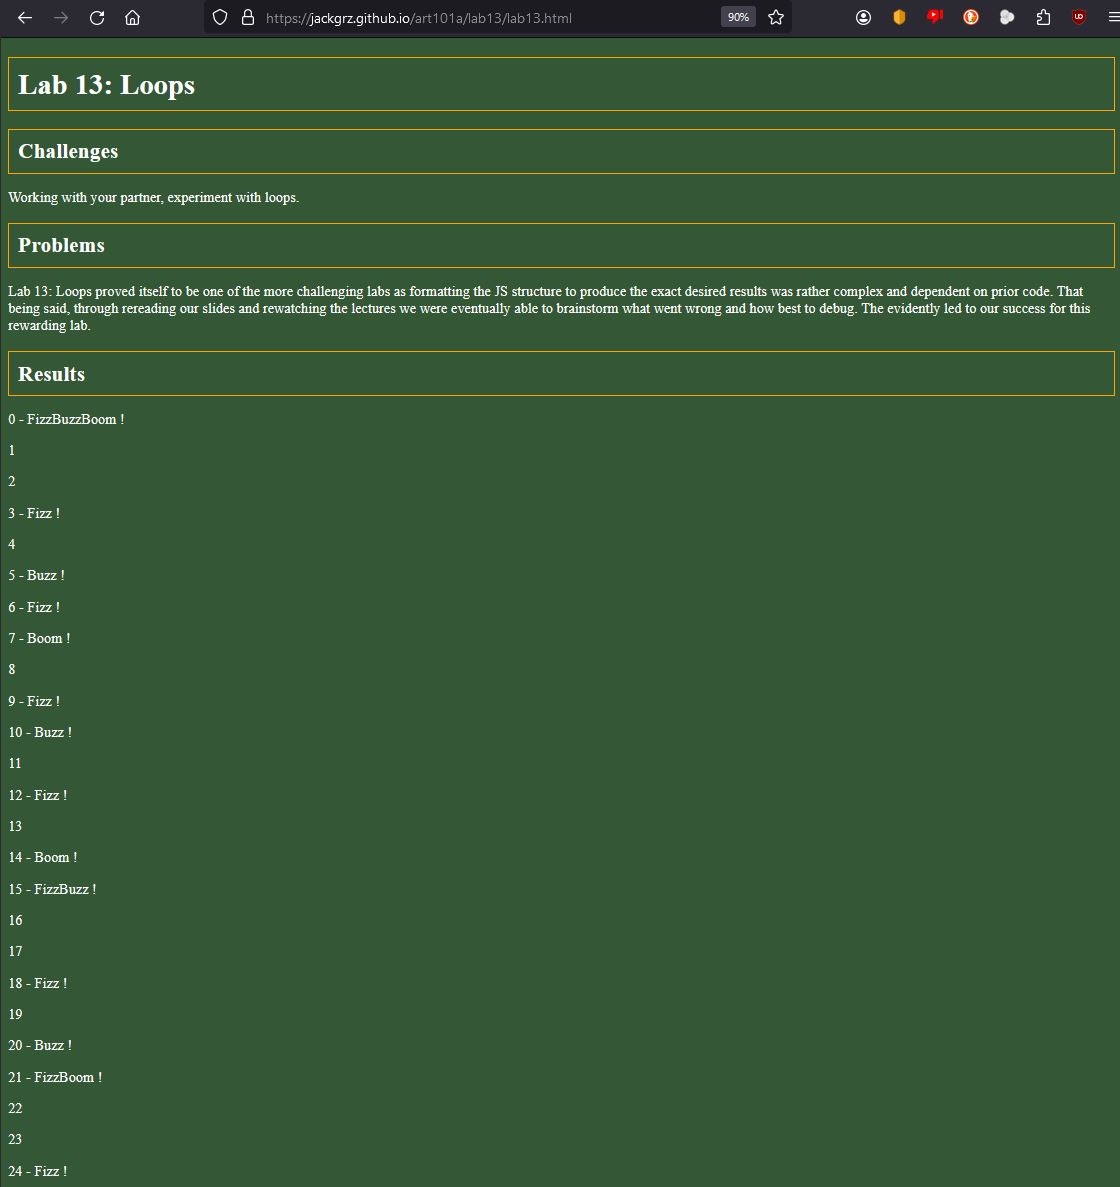 https://jackgrz.github.io/art101a/lab13/lab13.html
90%
Lab 13: Loops
Challenges
Working with your partner, experiment with loops.
Problems
Lab 13: Loops proved itself to be one of the more challenging labs as formatting the JS structure to produce the exact desired results was rather complex and dependent on prior code. That
being said, through rereading our slides and rewatching the lectures we were eventually able to brainstorm what went wrong and how best to debug. The evidently led to our success for this
rewarding lab.
Results
0 - FizzBuzzBoom !
1
2
3 - Fizz !
4
5 - Buzz !
6 - Fizz !
7 - Boom !
8
9 - Fizz !
10 - Buzz !
11
12 - Fizz !
13
14 - Boom !
15 - FizzBuzz !
16
17
18 - Fizz !
19
20 - Buzz !
21 - FizzBoom !
22
23
24 - Fizz !